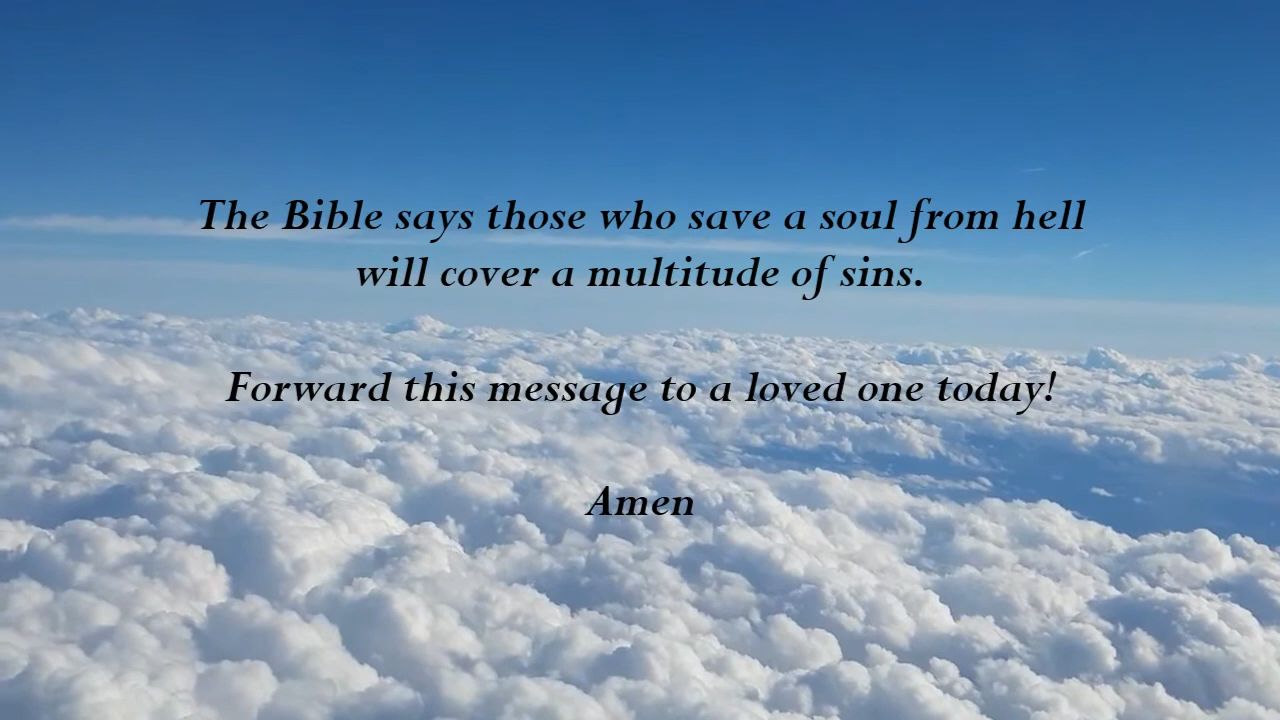 The Bible says those who save a soul from hell
will cover a multitude of sins.
Forward this message to a loved one today!
Amen